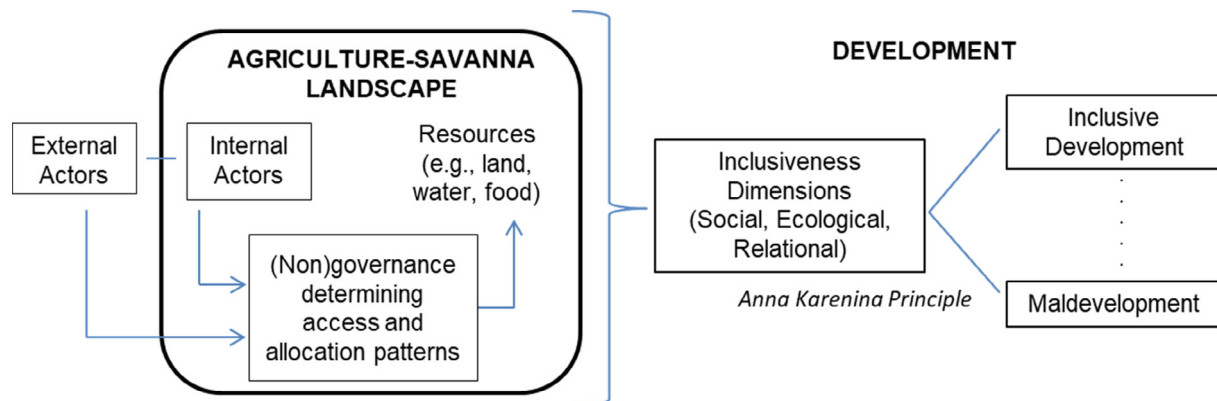 AGRICULTURE-SAVANNA
LANDSCAPE
External
Actors
Internal
Actors
Resources
(e.g., land,
water, food)
(Non)governance
determining
access and
allocation patterns
DEVELOPMENT
Inclusiveness
Dimensions
(Social, Ecological,
Relational)
Anna Karenina Principle
Inclusive
Development
Maldevelopment